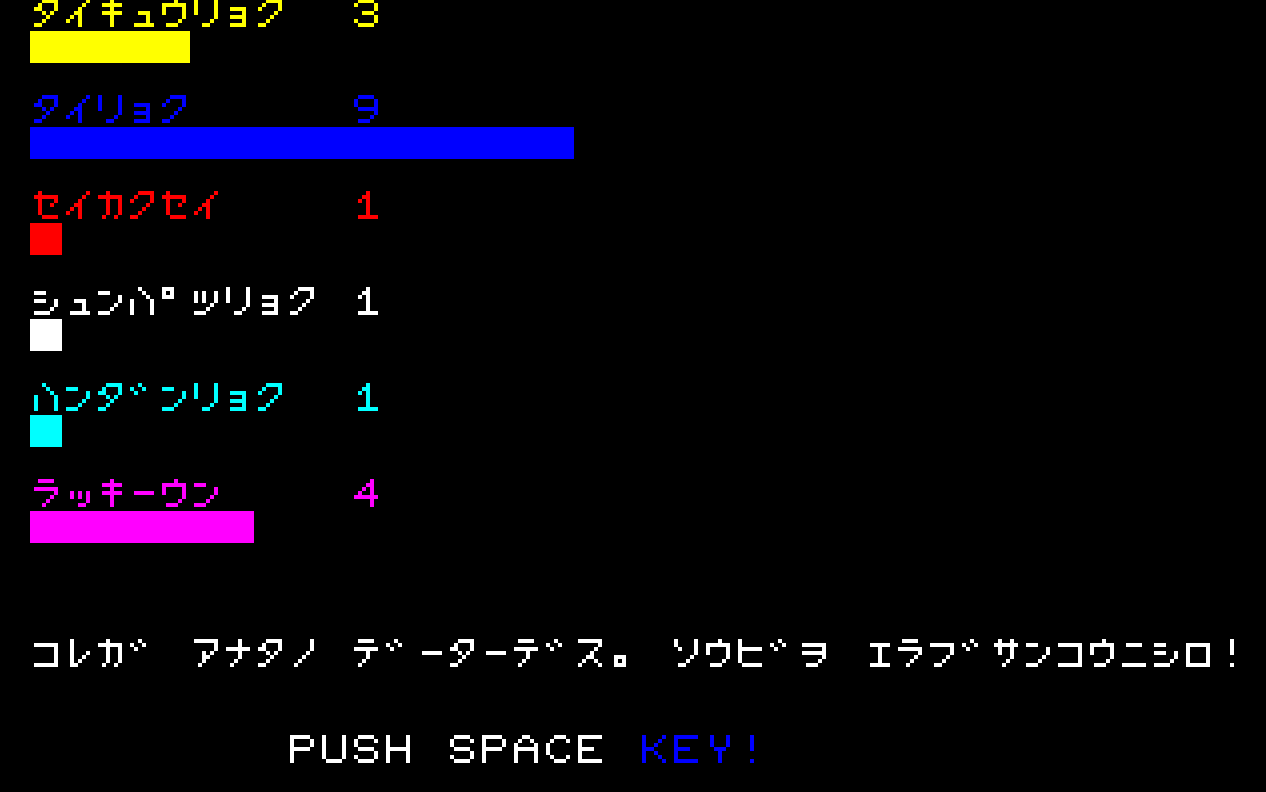 タイキュウリョク 3
タイリョク 9
セイカクセイ 1
シュンパツリョク 1
ハンダンリョク 1
ラッキーウン 4
コレガ アナタノ データーデス。 ソウビヲ エラブサンコウニシロ!
PUSH SPACE KEY!